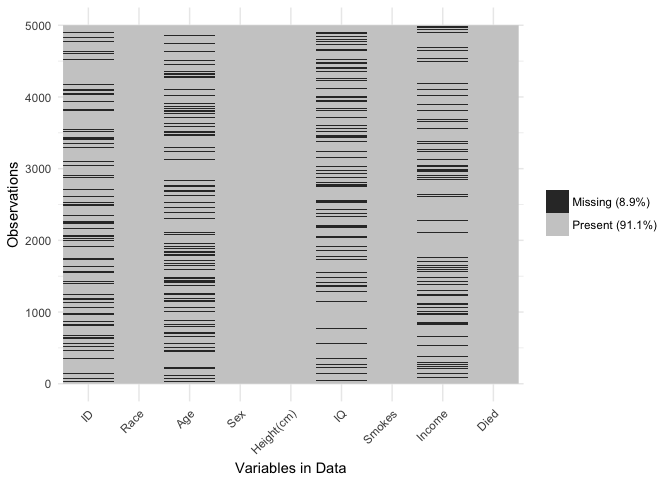 5000
4000
3000
2000
1000
0
Observations
ID
Race
Age
Sex
Height(cm)
IQ
Smokes
Income
Died
Variables in Data
Missing (8.9%)
Present (91.1%)